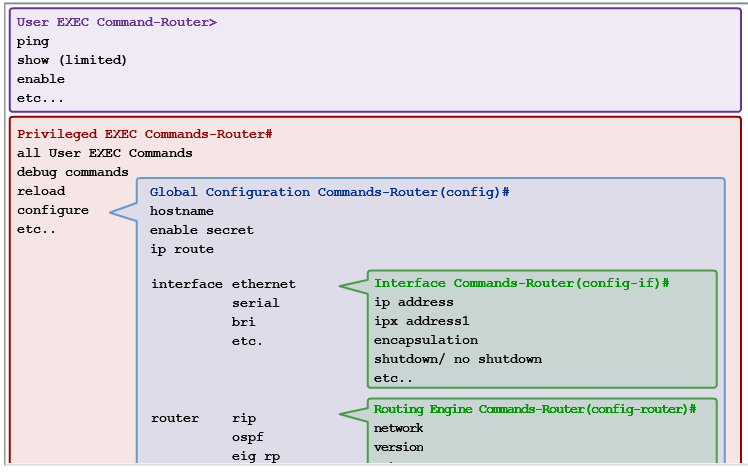 User EXEC Command-Router>
ping
show (limited)
enable
etc...
Privileged EXEC Commands-Router#
all User EXEC Commands
debug commands
reload
configure
etc..
Global Configuration Commands-Router(config)#
hostname
enable secret
ip route
interface ethernet
serial
bri
etc.
Interface Commands-Router(config-if)#
ip address
ipx address1
encapsulation
shutdown/ no shutdown
etc..
router rip
ospf
eig rp
Routing Engine Commands-Router(config-router)#
network
version